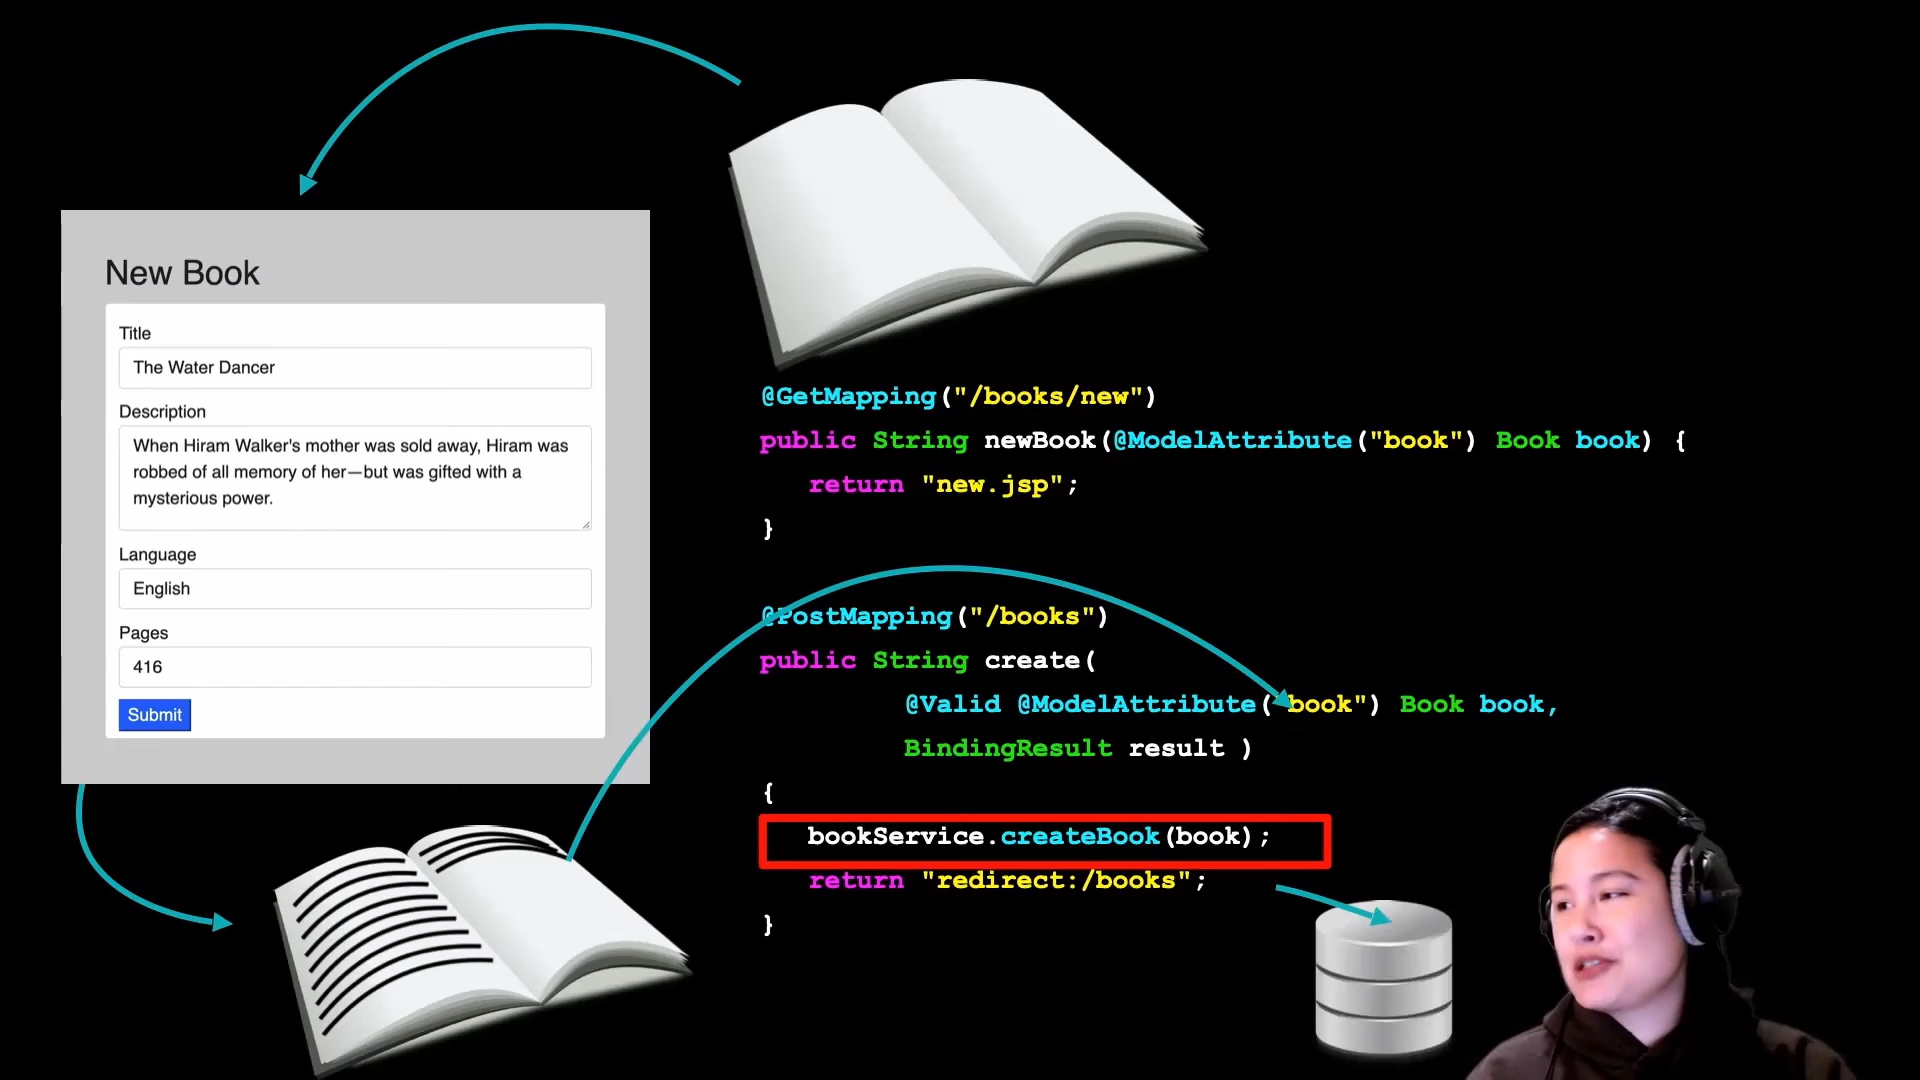 New Book
Title
The Water Dancer
Description
When Hiram Walker's mother was sold away, Hiram was
robbed of all memory of her—but was gifted with a
mysterious power.
Language
English
Pages
416
Submit
@GetMapping("/books/new")
public String newBook(@ModelAttribute("book") Book book) {
return "new.jsp";
}
@PostMapping("/books")
public String create(
@Valid @ModelAttribute("book") Book book,
BindingResult result )
{
bookService.createBook(book);
return "redirect:/books";
}